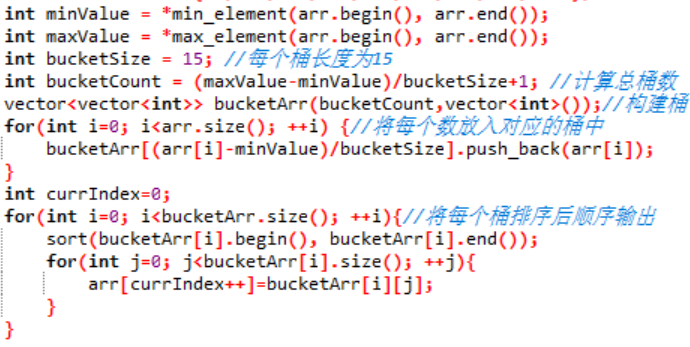 int minValue = *min_element(arr.begin(), arr.end());
int maxValue = *max_element(arr.begin(), arr.end());
int bucketSize = 15; //每个桶长度为15
int bucketCount = (maxValue-minValue)/bucketSize+1; //计算总桶数
vector<vector<int>> bucketArr(bucketCount,vector<int>());//构建桶
for(int i=0; i<arr.size(); ++i) {//将每个数放入对应的桶中
    bucketArr[(arr[i]-minValue)/bucketSize].push_back(arr[i]);
}
int currIndex=0;
for(int i=0; i<bucketArr.size(); ++i){//将每个桶排序后顺序输出
    sort(bucketArr[i].begin(), bucketArr[i].end());
    for(int j=0; j<bucketArr[i].size(); ++j){
        arr[currIndex++]=bucketArr[i][j];
    }
}